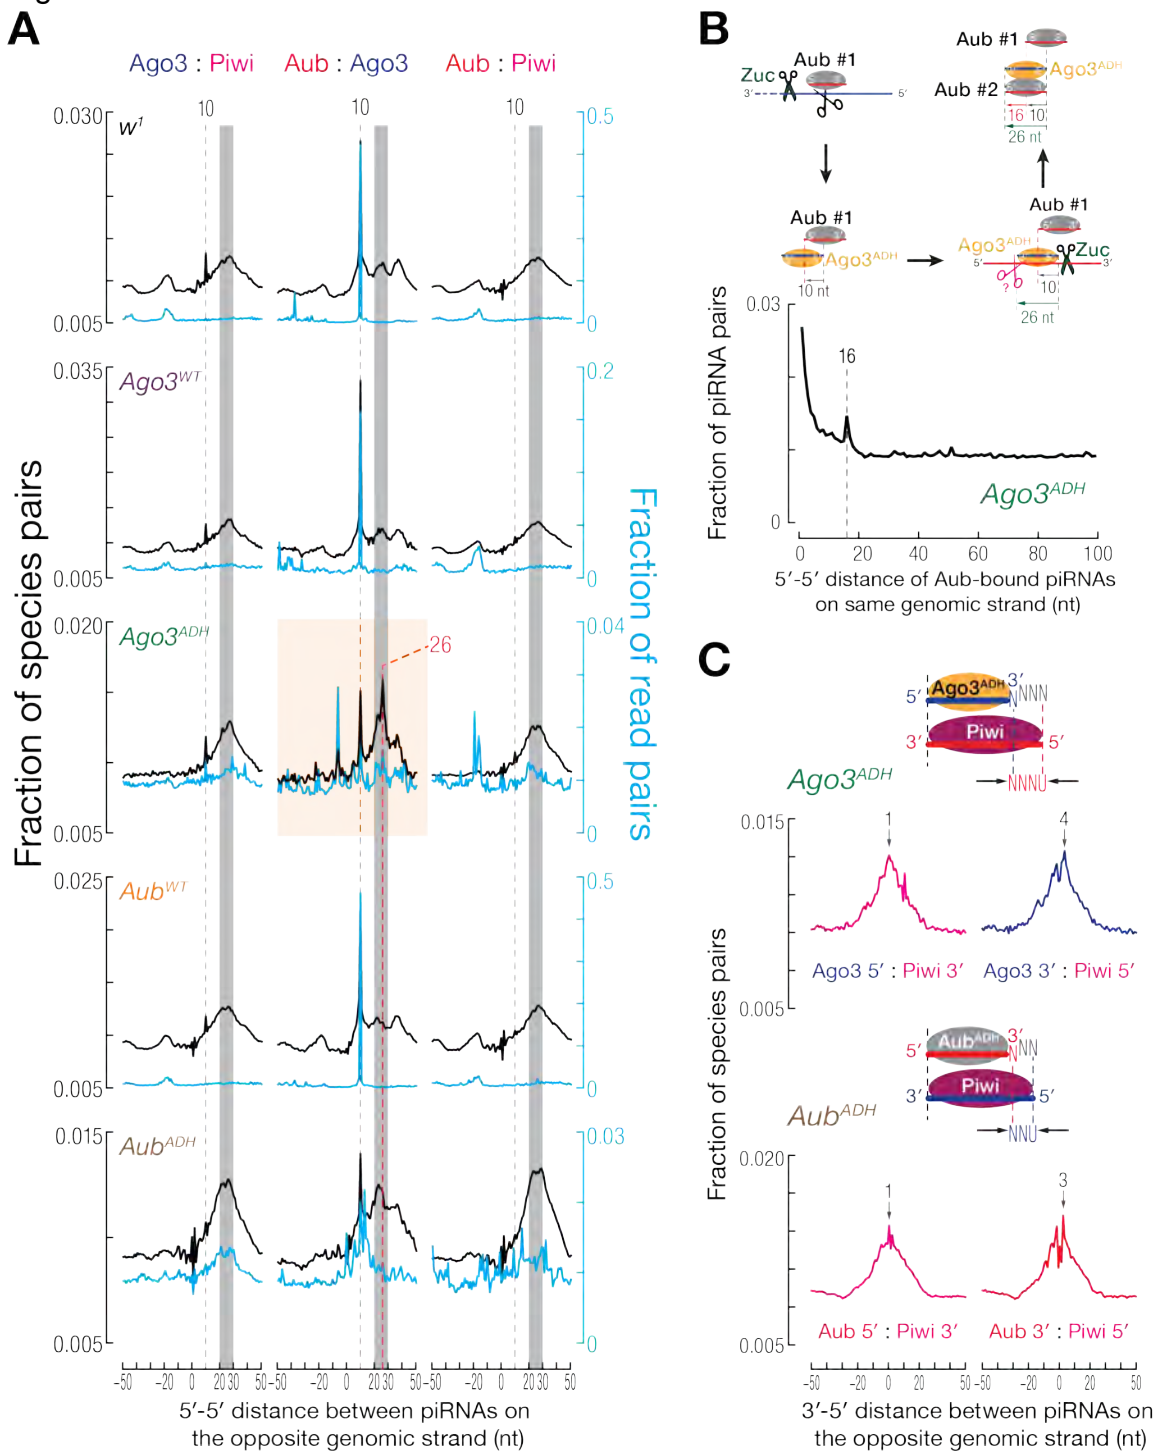 A
Ago3 : Piwi
Aub : Ago3
Aub : Piwi
10
10
10
w¹
0.030
0.005
0.5
0
Ago3ᵂᵀ
0.035
0.005
0.2
0
Ago3ᴬᴰᴴ
26
0.020
0.005
0.04
0
Aubᵂᵀ
0.025
0.005
0.5
0
Aubᴬᴰᴴ
0.015
0.005
0.03
0
Fraction of species pairs
Fraction of read pairs
-50 -20 0 20 30 50
-50 -20 0 20 30 50
-50 -20 0 20 30 50
5′-5′ distance between piRNAs on
the opposite genomic strand (nt)
B
Zuc
Aub #1
3′
5′
Aub #1
Ago3ᴬᴰᴴ
10 nt
Aub #1
Ago3ᴬᴰᴴ
Zuc
5′
3′
?
10
26 nt
Aub #1
Ago3ᴬᴰᴴ
Aub #2
16 10
26 nt
0.03
0
16
Ago3ᴬᴰᴴ
Fraction of piRNA pairs
0 20 40 60 80 100
5′-5′ distance of Aub-bound piRNAs
on same genomic strand (nt)
C
Ago3ᴬᴰᴴ
5′
3′
NNNN
Piwi
3′
5′
NNNU
Ago3ᴬᴰᴴ
0.015
0.005
1
4
Ago3 5′ : Piwi 3′
Ago3 3′ : Piwi 5′
Aubᴬᴰᴴ
5′
3′
NNN
Piwi
3′
5′
NNU
Aubᴬᴰᴴ
0.020
0.005
1
3
Aub 5′ : Piwi 3′
Aub 3′ : Piwi 5′
Fraction of species pairs
-50 -20 0 20 50
-50 -20 0 20 50
3′-5′ distance between piRNAs on
the opposite genomic strand (nt)